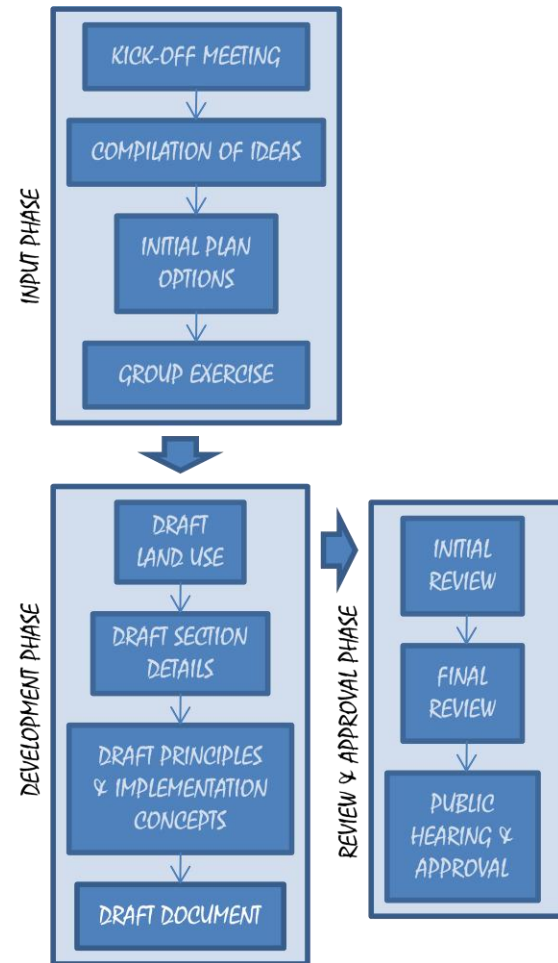 INPUT PHASE
KICK-OFF MEETING
COMPILATION OF IDEAS
INITIAL PLAN
OPTIONS
GROUP EXERCISE
DEVELOPMENT PHASE
DRAFT
LAND USE
DRAFT SECTION
DETAILS
DRAFT PRINCIPLES
& IMPLEMENTATION
CONCEPTS
DRAFT DOCUMENT
REVIEW & APPROVAL PHASE
INITIAL
REVIEW
FINAL
REVIEW
PUBLIC
HEARING &
APPROVAL